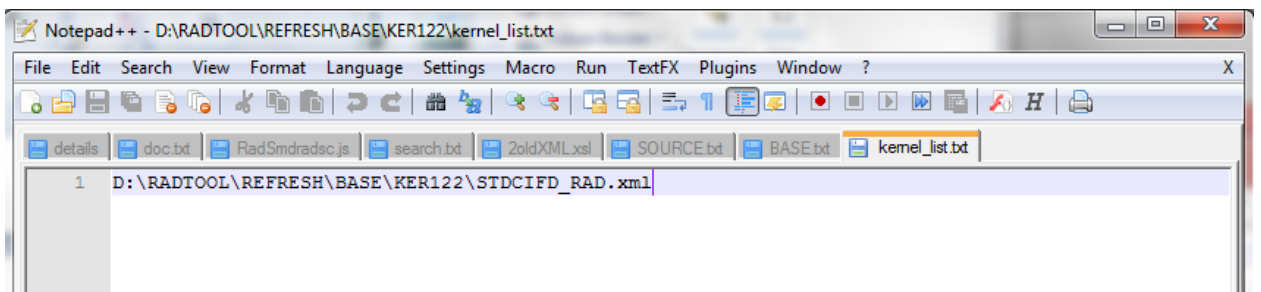 Notepad++ - D:\RADTOOL\REFRESH\BASE\KER122\kernel_list.txt
File Edit Search View Format Language Settings Macro Run TextFX Plugins Window ? X
details doc.txt RadSmdradsc.js search.txt 2oldXML.xsl SOURCE.txt BASE.txt kernel_list.txt
1 D:\RADTOOL\REFRESH\BASE\KER122\STDCIFD_RAD.xml